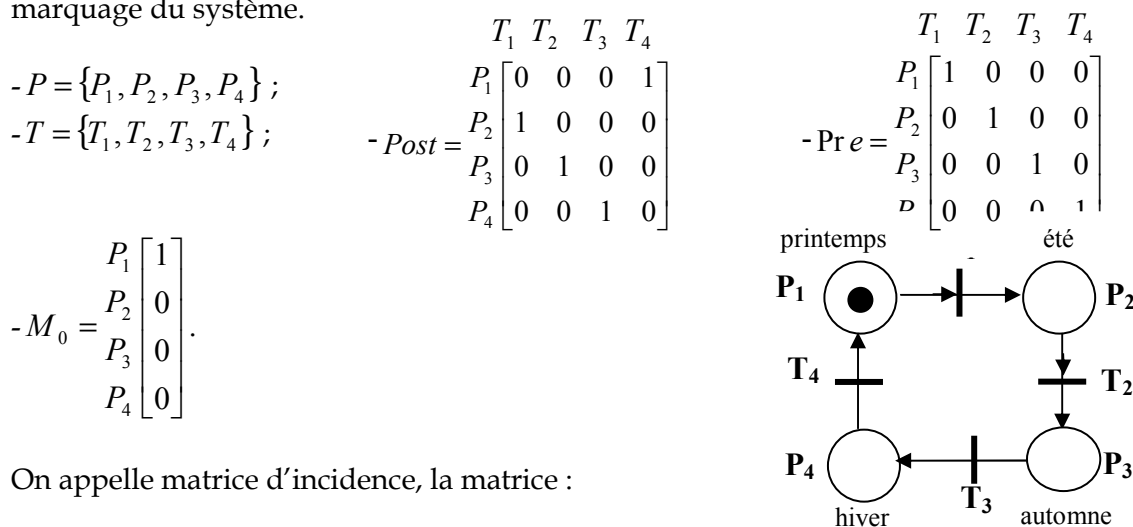 marquage du système.
- P = {P₁, P₂, P₃, P₄} ;
- T = {T₁, T₂, T₃, T₄} ;
T₁ T₂ T₃ T₄
- Post =
P₁ [0 0 0 1]
P₂ [1 0 0 0]
P₃ [0 1 0 0]
P₄ [0 0 1 0]
T₁ T₂ T₃ T₄
- Pr e =
P₁ [1 0 0 0]
P₂ [0 1 0 0]
P₃ [0 0 1 0]
[0 0 0 1]
- M₀ =
P₁ [1]
P₂ [0]
P₃ [0]
P₄ [0] .
printemps été
P₁ P₂
T₄ T₂
P₄ P₃
T₃
hiver automne
On appelle matrice d'incidence, la matrice :